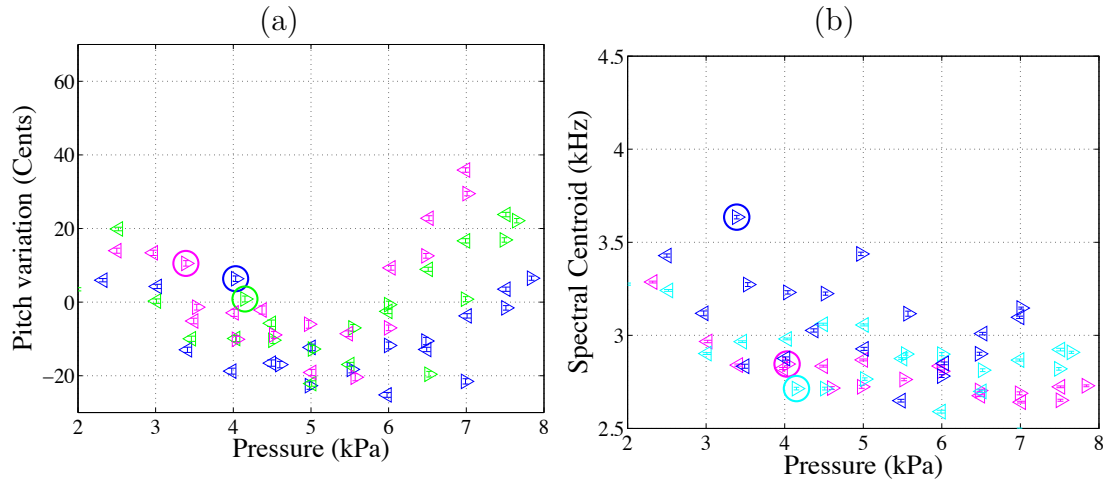 (a)
(b)
Pitch variation (Cents)
60
40
20
0
−20
2 3 4 5 6 7 8
Pressure (kPa)
Spectral Centroid (kHz)
4.5
4
3.5
3
2.5
2 3 4 5 6 7 8
Pressure (kPa)